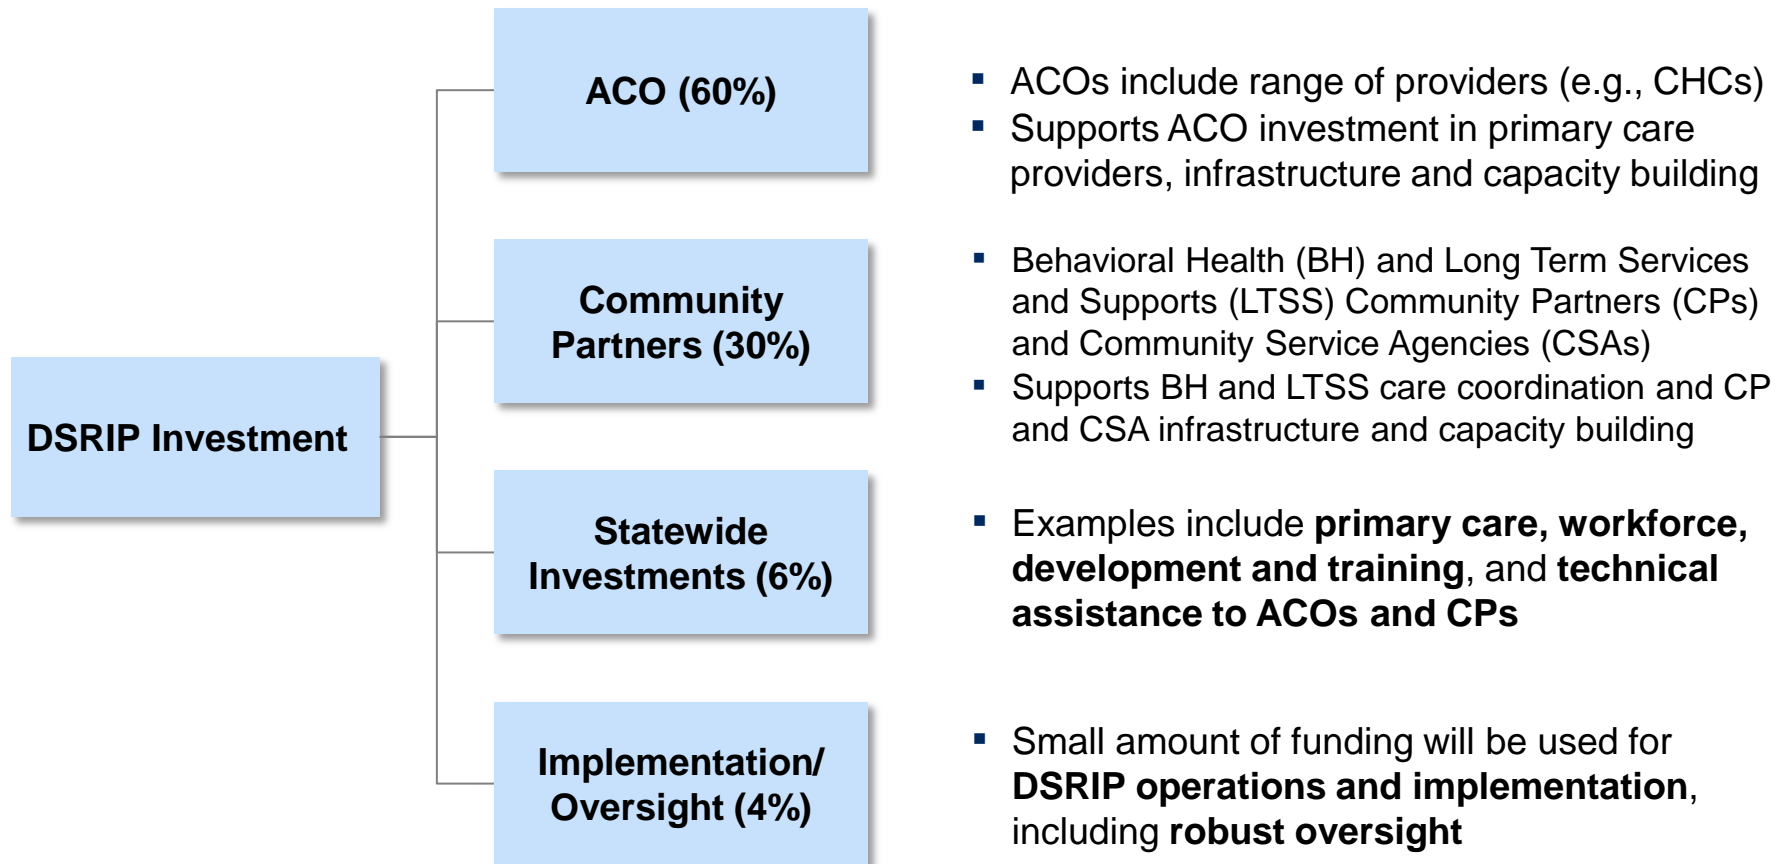 ACO (60%)
▪ ACOs include range of providers (e.g., CHCs)
▪ Supports ACO investment in primary care
providers, infrastructure and capacity building
Community
Partners (30%)
▪ Behavioral Health (BH) and Long Term Services
and Supports (LTSS) Community Partners (CPs)
and Community Service Agencies (CSAs)
▪ Supports BH and LTSS care coordination and CP
and CSA infrastructure and capacity building
DSRIP Investment
Statewide
Investments (6%)
▪ Examples include primary care, workforce,
development and training, and technical
assistance to ACOs and CPs
Implementation/
Oversight (4%)
▪ Small amount of funding will be used for
DSRIP operations and implementation,
including robust oversight